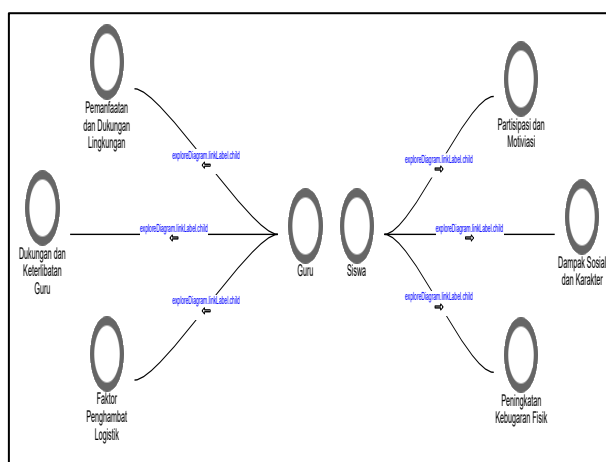 Pemanfaatan
dan Dukungan
Lingkungan
exploreDiagram.linkLabel.child
Dukungan dan
Keterlibatan
Guru
exploreDiagram.linkLabel.child
Faktor
Penghambat
Logistik
exploreDiagram.linkLabel.child
Guru
Siswa
Partisipasi dan
Motiviasi
exploreDiagram.linkLabel.child
Dampak Sosial
dan Karakter
exploreDiagram.linkLabel.child
Peningkatan
Kebugaran Fisik
exploreDiagram.linkLabel.child